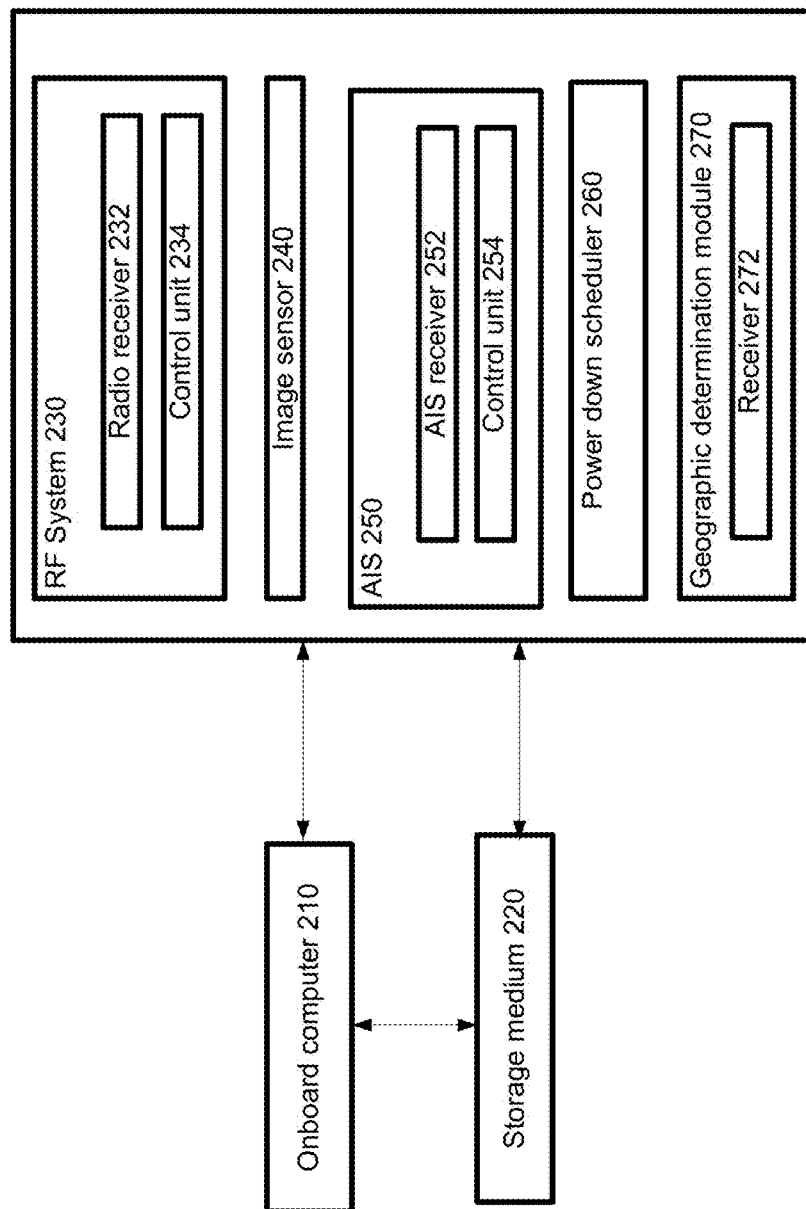 RF System 230
Radio receiver 232
Control unit 234
Image sensor 240
AIS 250
AIS receiver 252
Control unit 254
Power down scheduler 260
Geographic determination module 270
Receiver 272
Onboard computer 210
Storage medium 220